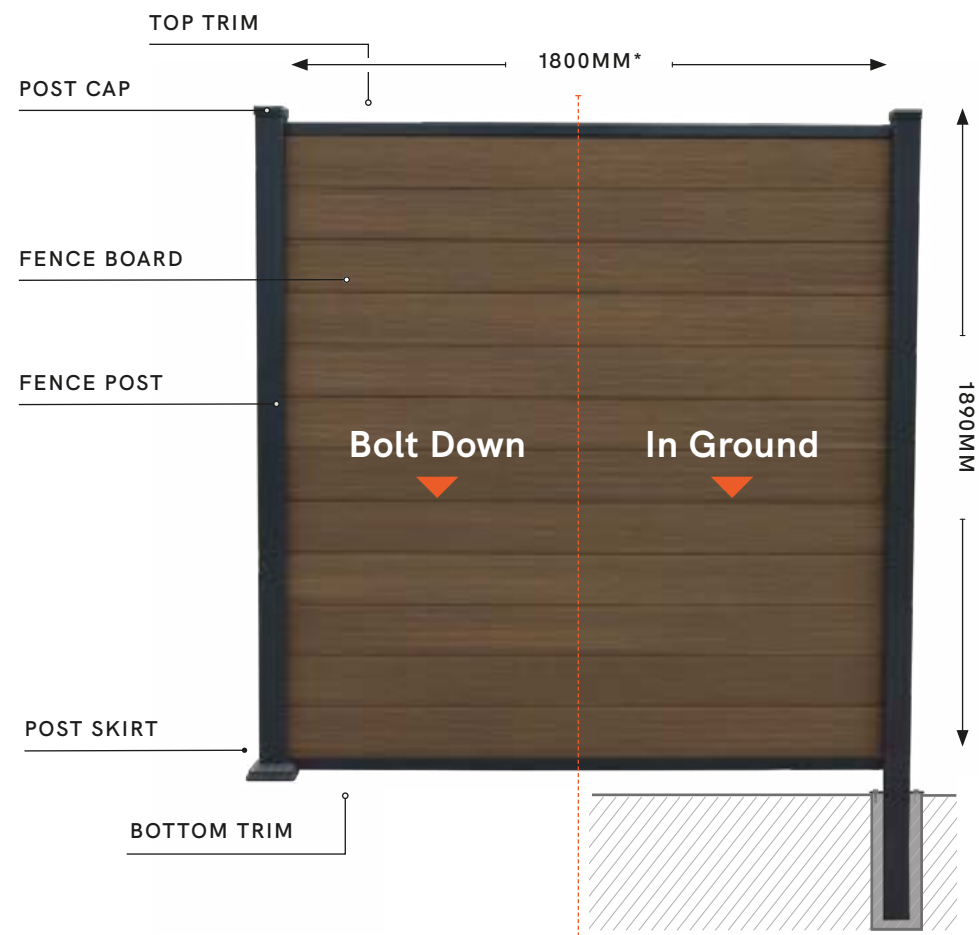 TOP TRIM
1800MM*
POST CAP
FENCE BOARD
FENCE POST
Bolt Down
In Ground
1890MM
POST SKIRT
BOTTOM TRIM